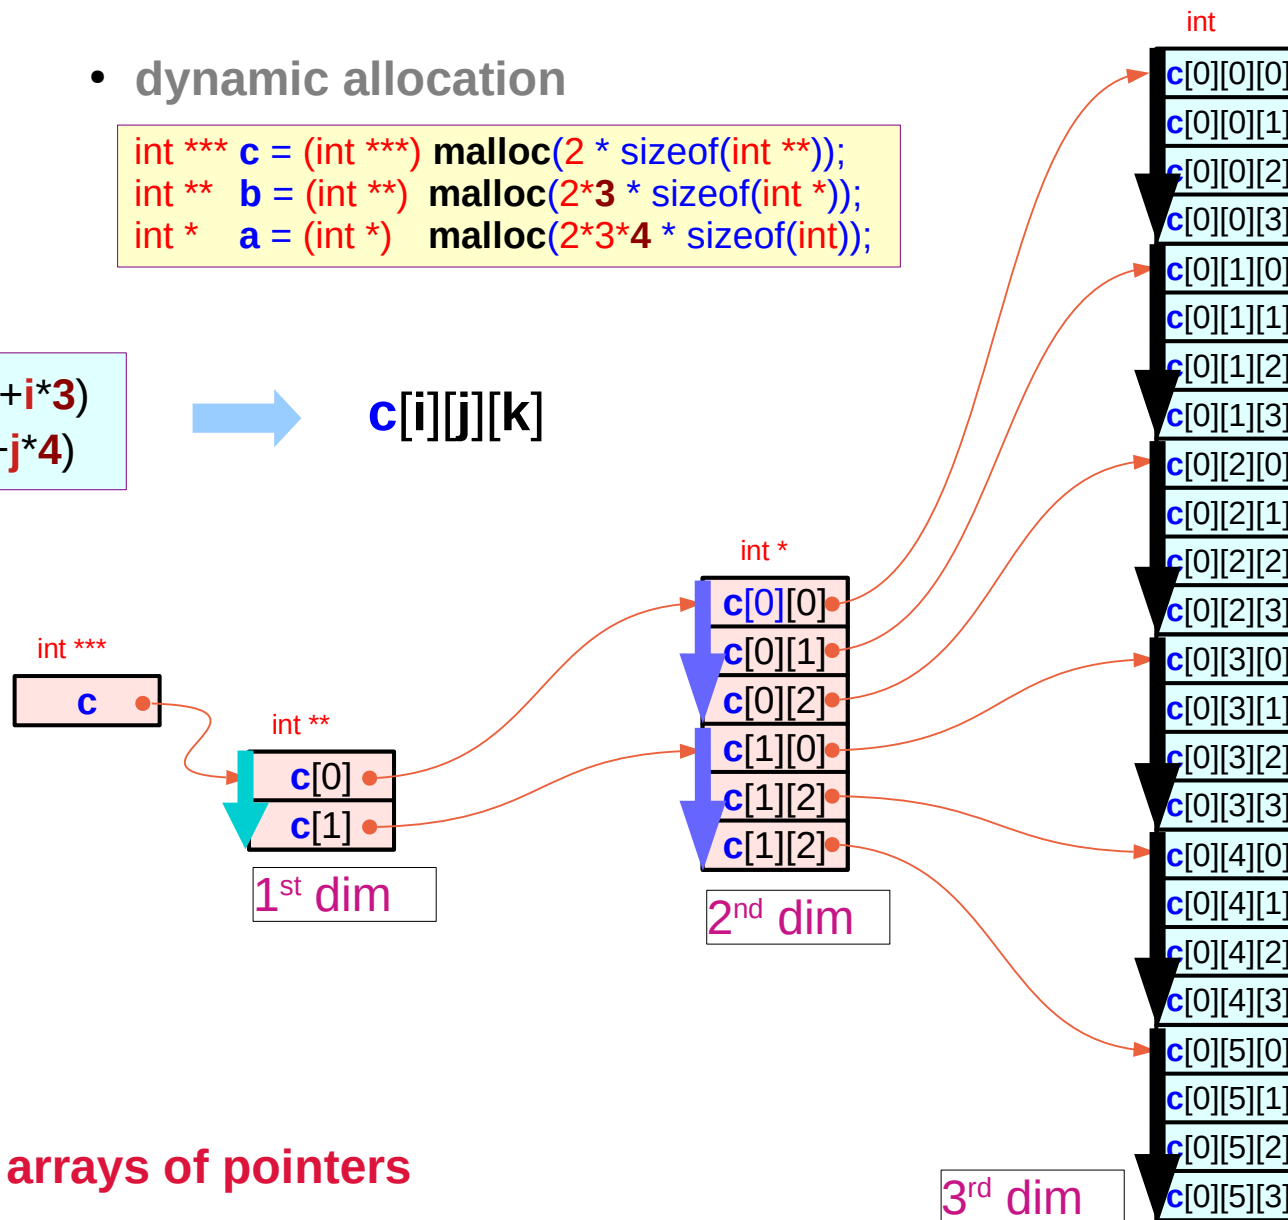 int
• dynamic allocation
int *** c = (int ***) malloc(2 * sizeof(int **));
int ** b = (int **) malloc(2*3 * sizeof(int *));
int * a = (int *) malloc(2*3*4 * sizeof(int));
+i*3)
j*4)
c[i][j][k]
int ***
c
int **
c[0]
c[1]
1st dim
int *
c[0][0]
c[0][1]
c[0][2]
c[1][0]
c[1][2]
c[1][2]
2nd dim
c[0][0][0]
c[0][0][1]
c[0][0][2]
c[0][0][3]
c[0][1][0]
c[0][1][1]
c[0][1][2]
c[0][1][3]
c[0][2][0]
c[0][2][1]
c[0][2][2]
c[0][2][3]
c[0][3][0]
c[0][3][1]
c[0][3][2]
c[0][3][3]
c[0][4][0]
c[0][4][1]
c[0][4][2]
c[0][4][3]
c[0][5][0]
c[0][5][1]
c[0][5][2]
c[0][5][3]
arrays of pointers
3rd dim